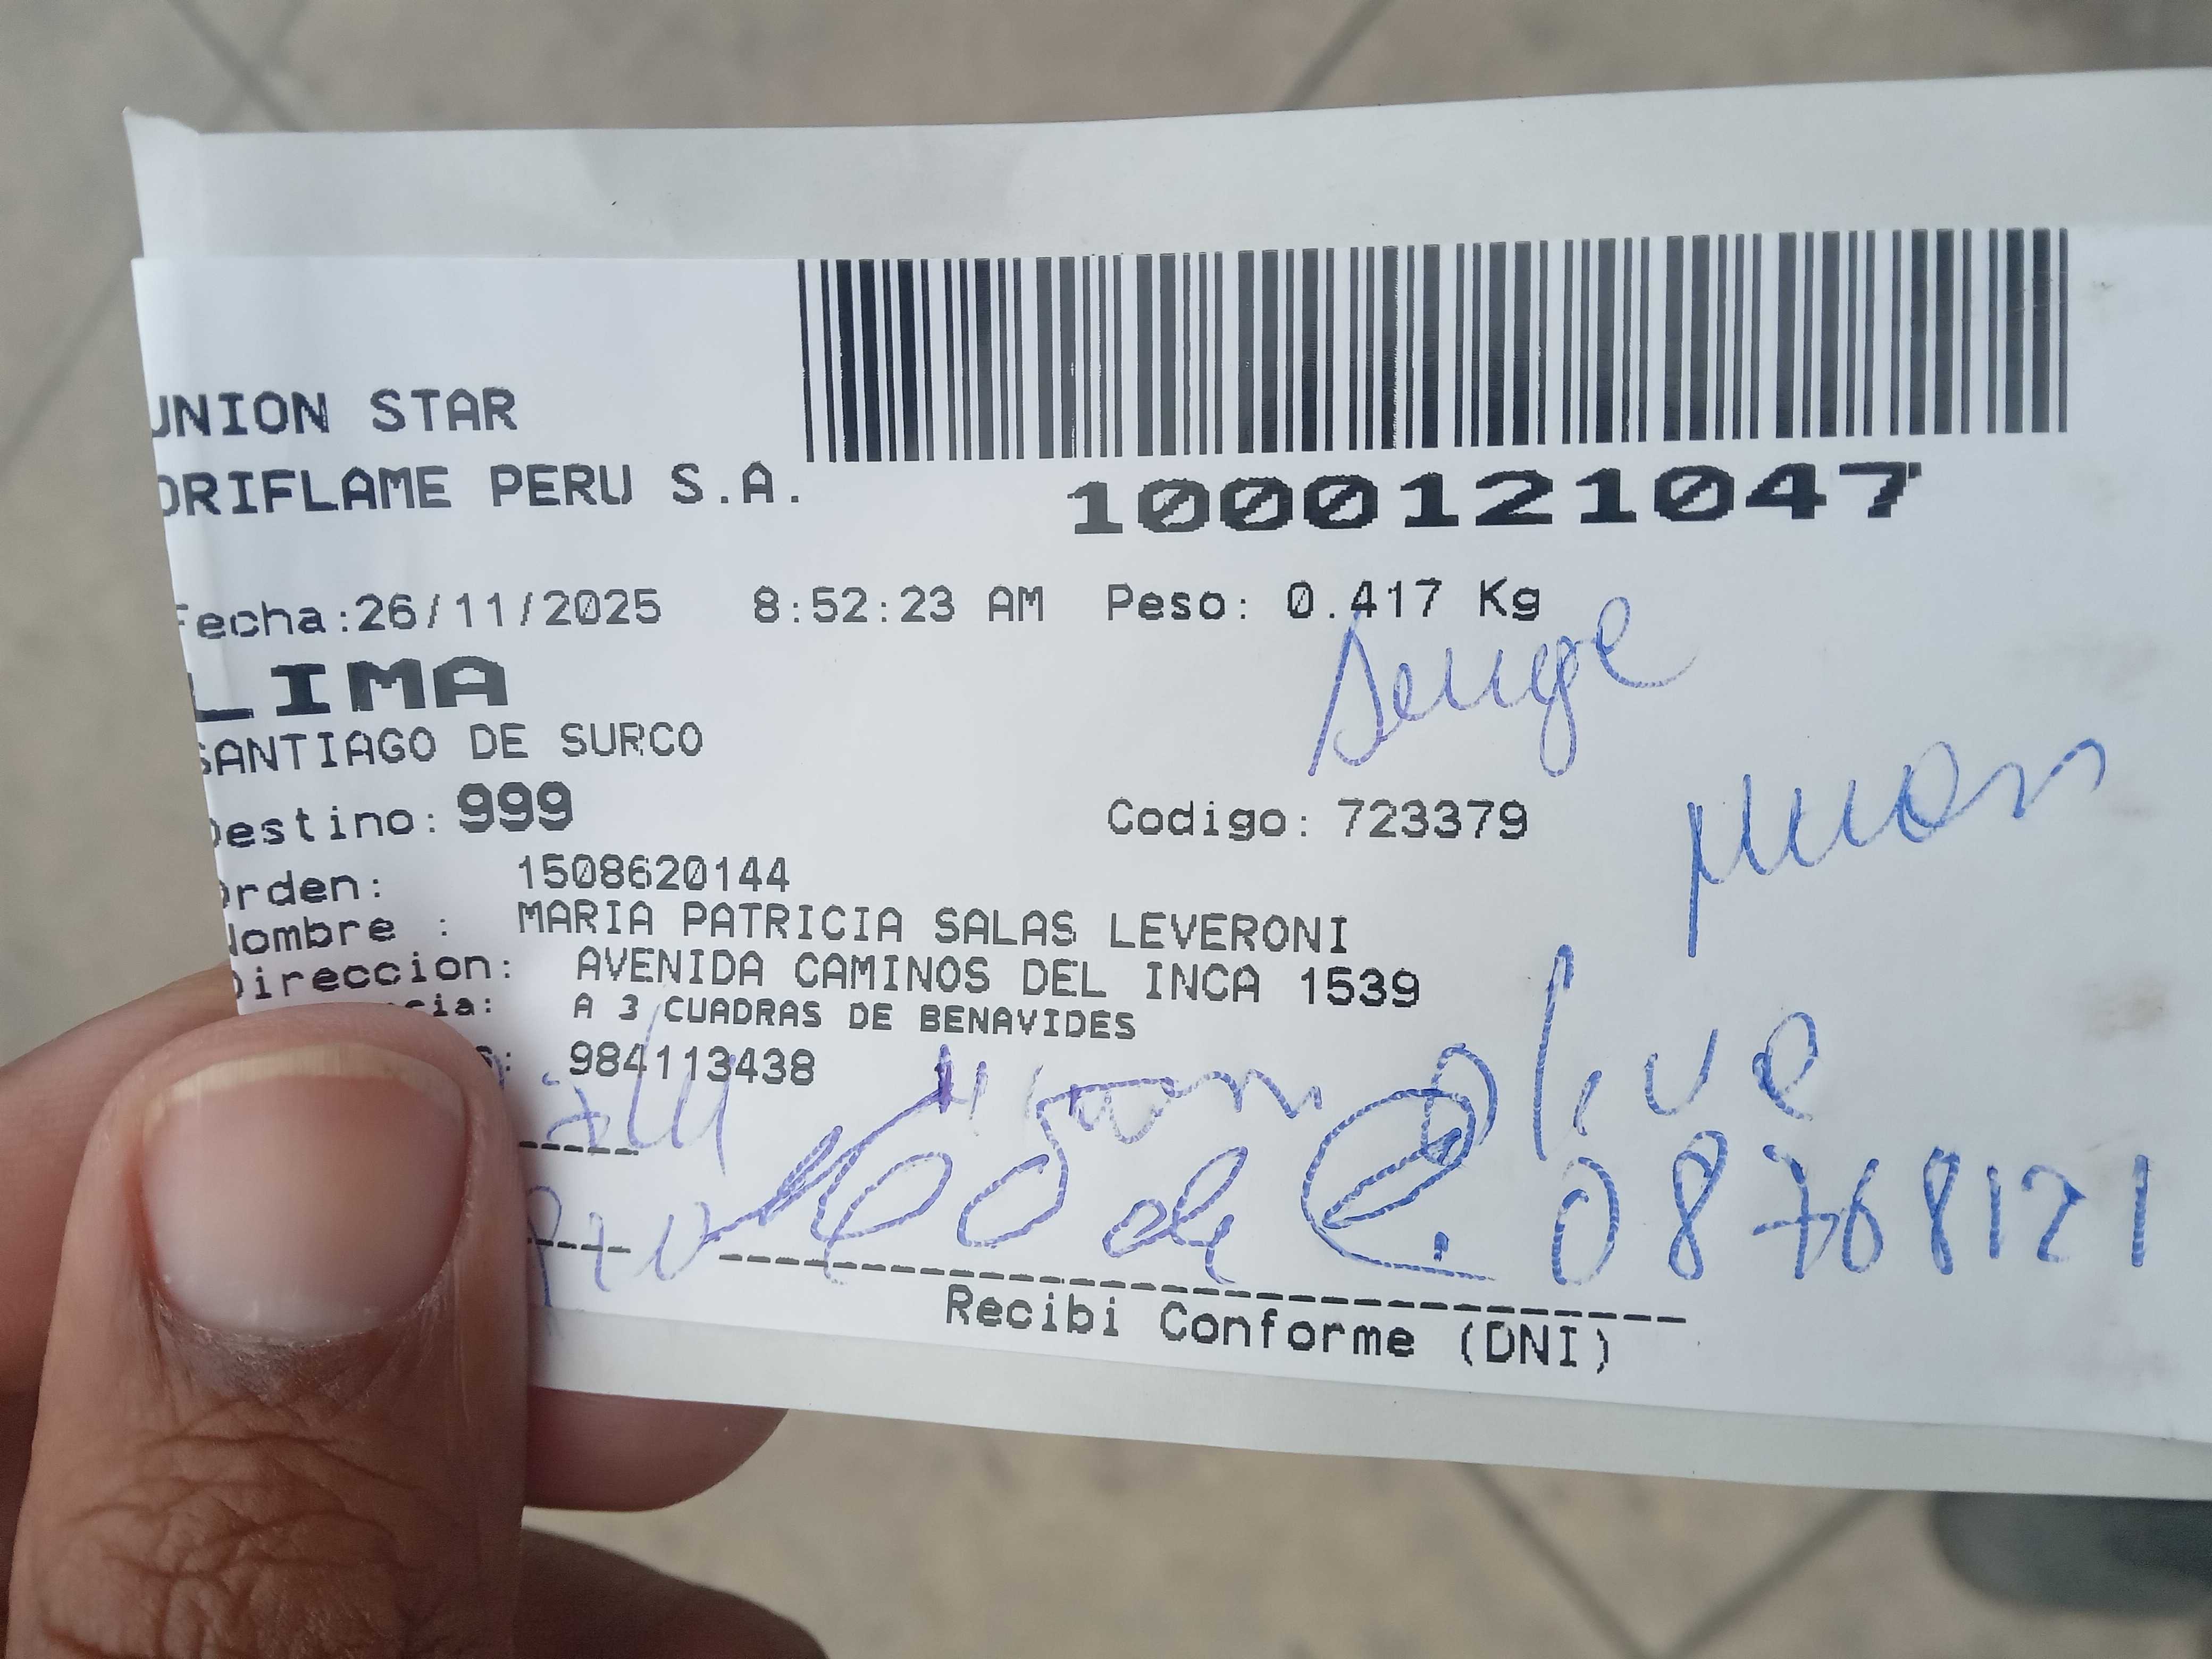 UNION STAR
ORIFLAME PERU S.A.
1000121047
Fecha:26/11/2025 8:52:23 AM Peso: 0.417 Kg
LIMA
SANTIAGO DE SURCO
Destino: 999 Codigo: 723379
Orden: 1508620144
Nombre : MARIA PATRICIA SALAS LEVERONI
Direccion: AVENIDA CAMINOS DEL INCA 1539
cia: A 3 CUADRAS DE BENAVIDES
S: 984113438
08768121
Recibi Conforme (DNI)